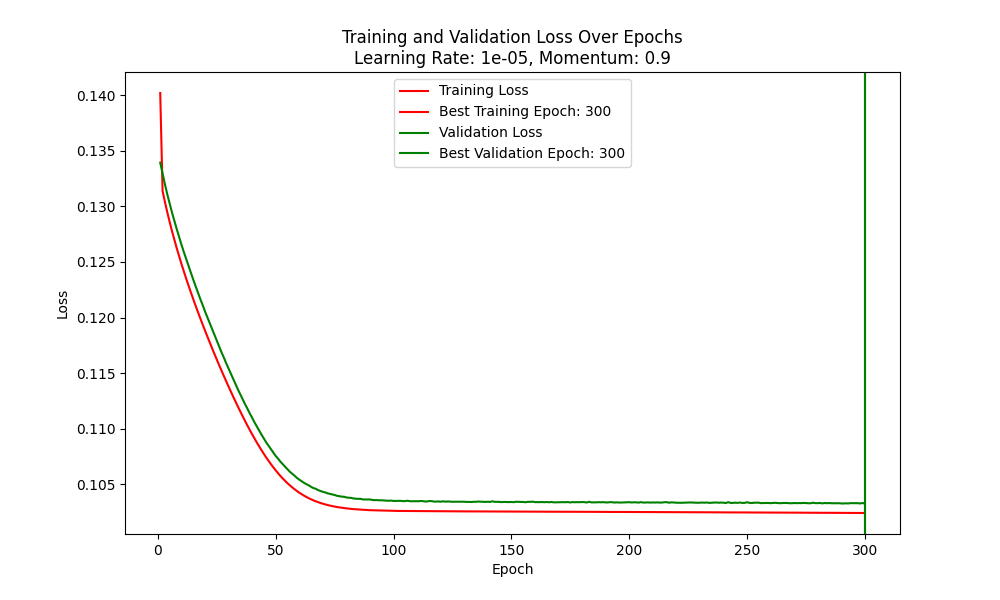 Training and Validation Loss Over Epochs
Learning Rate: 1e-05, Momentum: 0.9
Training Loss
Best Training Epoch: 300
Validation Loss
Best Validation Epoch: 300
0.140
0.135
0.130
0.125
0.120
0.115
0.110
0.105
Loss
0
50
100
150
200
250
300
Epoch